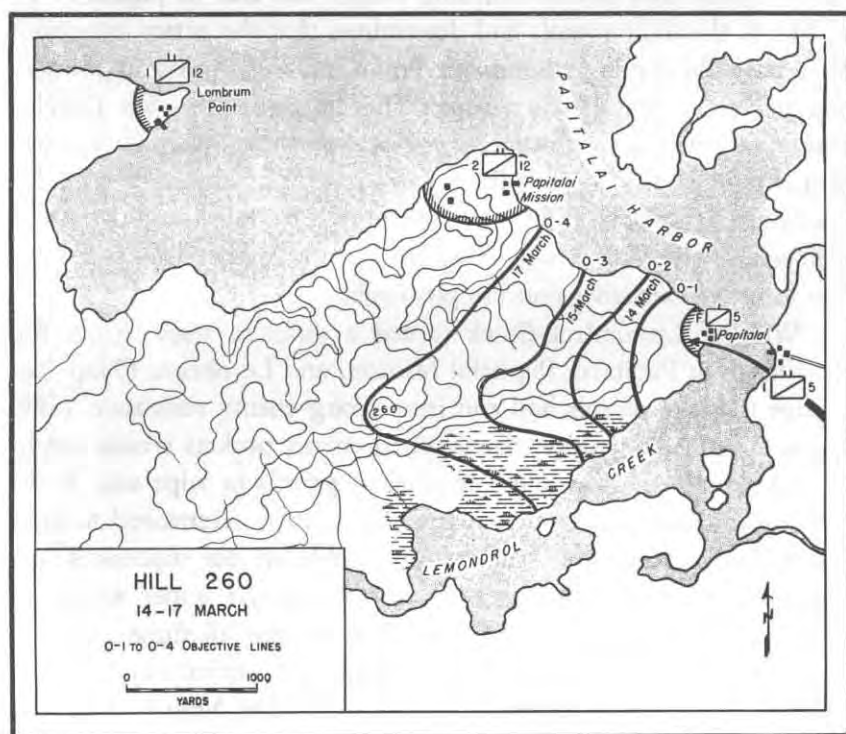 1 12
Lombrum
Point
PAPITALAI HARBOR
2 12
Papitalai
Mission
0-4
17 March
0-3
15 March
0-2
14 March
0-1
F 5
Papitalai
1 5
260
LEMONDROL CREEK
N
HILL 260
14-17 MARCH
0-1 TO 0-4 OBJECTIVE LINES
0 1000
YARDS